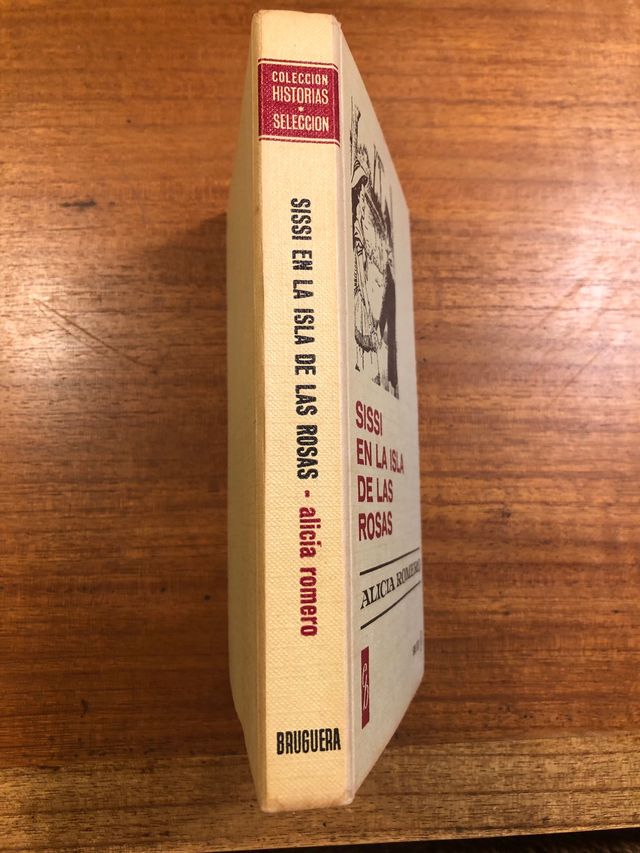 COLECCION
HISTORIAS
*
SELECCION
SISSI EN LA ISLA DE LAS ROSAS - alicia romero
BRUGUERA
SISSI
EN LA ISLA
DE LAS
ROSAS
ALICIA ROMERO
eb